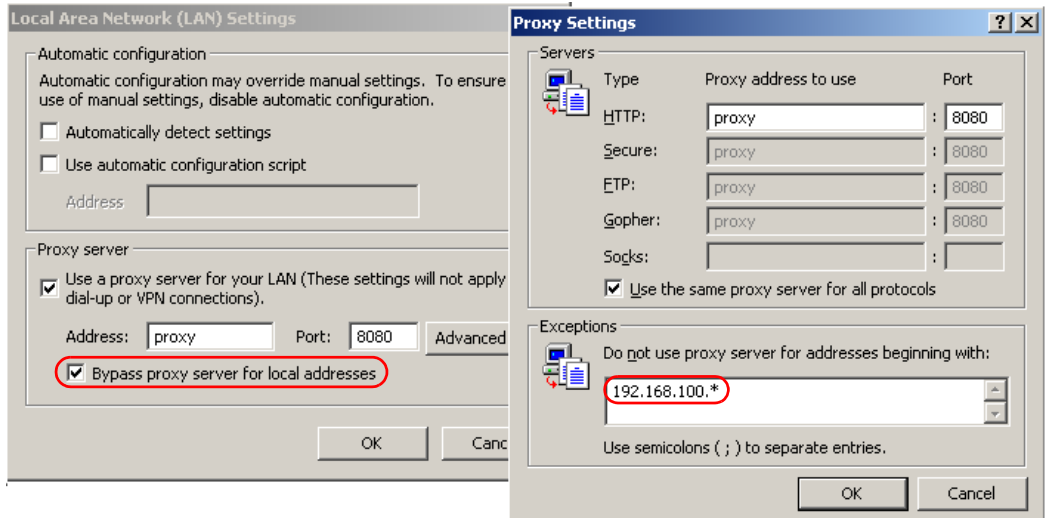 Local Area Network (LAN) Settings
Automatic configuration
Automatic configuration may override manual settings. To ensure
use of manual settings, disable automatic configuration.
Automatically detect settings
Use automatic configuration script
Address
Proxy server
Use a proxy server for your LAN (These settings will not apply
dial-up or VPN connections).
Address: proxy Port: 8080 Advanced
Bypass proxy server for local addresses
OK Canc
Proxy Settings
Servers
Type Proxy address to use Port
HTTP: proxy : 8080
Secure: proxy : 8080
FTP: proxy : 8080
Gopher: proxy : 8080
Socks: :
Use the same proxy server for all protocols
Exceptions
Do not use proxy server for addresses beginning with:
192.168.100.*
Use semicolons ( ; ) to separate entries.
OK Cancel